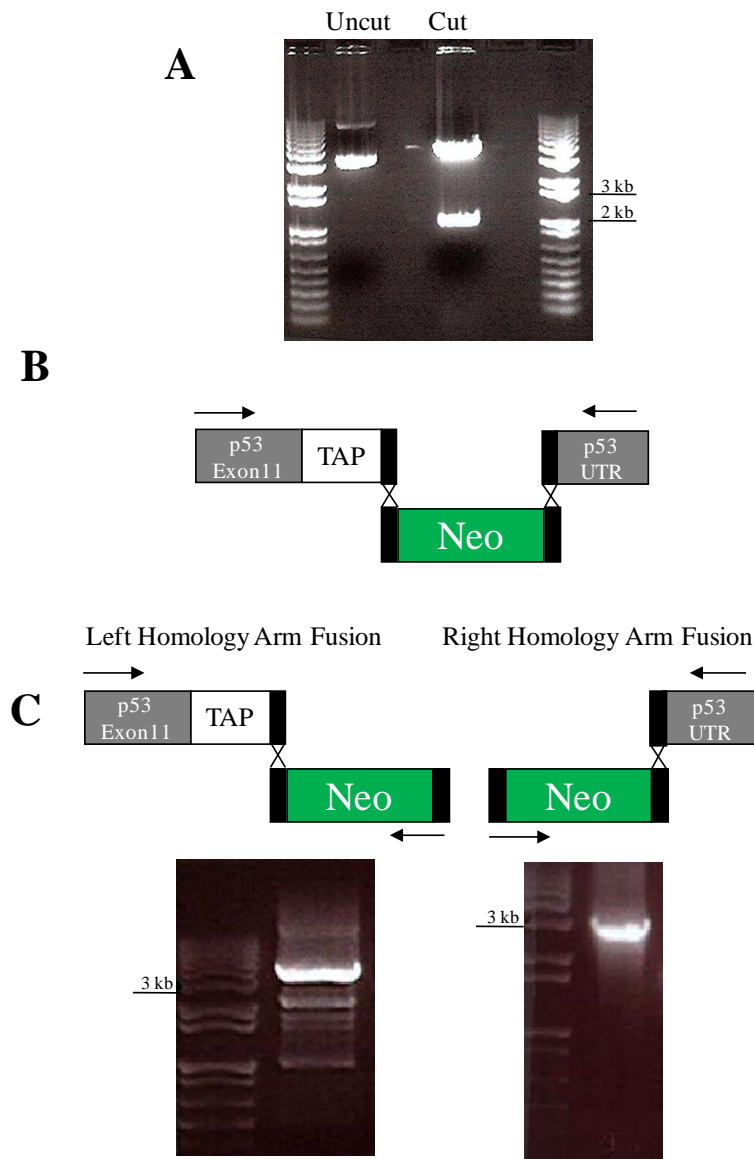 Uncut Cut
A
3 kb
2 kb
B
p53
Exon11
TAP
p53
UTR
Neo
Left Homology Arm Fusion
Right Homology Arm Fusion
C
p53
Exon11
TAP
p53
UTR
Neo
Neo
3 kb
3 kb